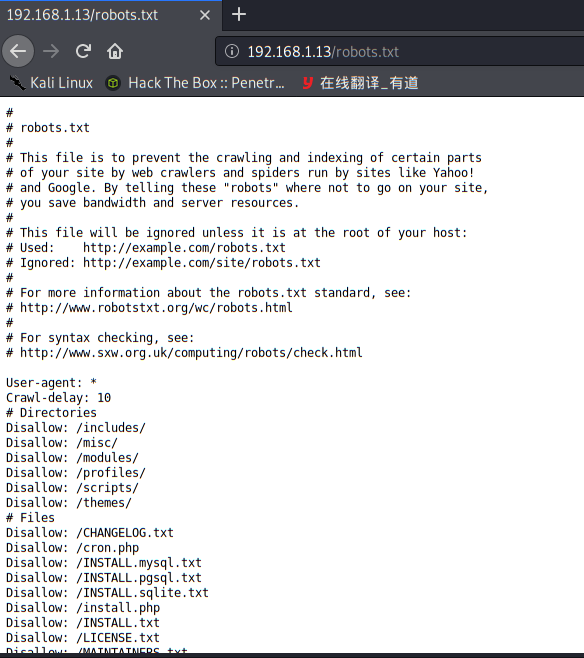 192.168.1.13/robots.txt
192.168.1.13/robots.txt
Kali Linux Hack The Box :: Penetr... 在线翻译_有道
#
# robots.txt
#
# This file is to prevent the crawling and indexing of certain parts
# of your site by web crawlers and spiders run by sites like Yahoo!
# and Google. By telling these "robots" where not to go on your site,
# you save bandwidth and server resources.
#
# This file will be ignored unless it is at the root of your host:
# Used:    http://example.com/robots.txt
# Ignored: http://example.com/site/robots.txt
#
# For more information about the robots.txt standard, see:
# http://www.robotstxt.org/wc/robots.html
#
# For syntax checking, see:
# http://www.sxw.org.uk/computing/robots/check.html
User-agent: *
Crawl-delay: 10
# Directories
Disallow: /includes/
Disallow: /misc/
Disallow: /modules/
Disallow: /profiles/
Disallow: /scripts/
Disallow: /themes/
# Files
Disallow: /CHANGELOG.txt
Disallow: /cron.php
Disallow: /INSTALL.mysql.txt
Disallow: /INSTALL.pgsql.txt
Disallow: /INSTALL.sqlite.txt
Disallow: /install.php
Disallow: /INSTALL.txt
Disallow: /LICENSE.txt
Disallow: /MAINTAINERS.txt